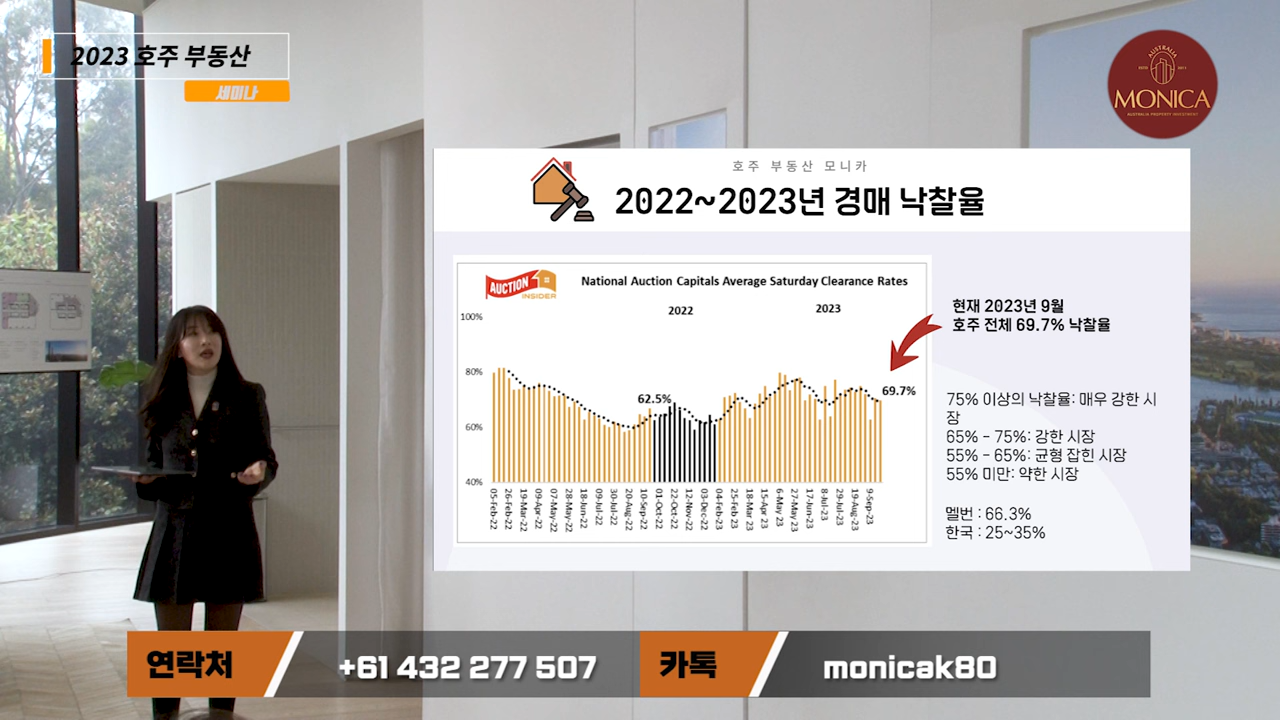 2023 호주 부동산
세미나
AUSTRALIA
MONICA
AUSTRALIA PROPERTY INVESTMENT
호주 부동산 모니카
2022~2023년 경매 낙찰율
AUCTION
INSIDER
National Auction Capitals Average Saturday Clearance Rates
2022
2023
100%
80%
60%
40%
62.5%
69.7%
05-Feb-22
26-Feb-22
19-Mar-22
09-Apr-22
07-May-22
28-May-22
18-Jun-22
09-Jul-22
30-Jul-22
20-Aug-22
10-Sep-22
01-Oct-22
22-Oct-22
12-Nov-22
03-Dec-22
04-Feb-23
25-Feb-23
18-Mar 23
15-Apr 23
6-May 23
27-May 23
17-Jun-23
8-Jul-23
29-Jul-23
19-Aug-23
9-Sep-23
현재 2023년 9월
호주 전체 69.7% 낙찰율
75% 이상의 낙찰율: 매우 강한 시
장
65% - 75%: 강한 시장
55% - 65%: 균형 잡힌 시장
55% 미만: 약한 시장
멜번 : 66.3%
한국 : 25~35%
연락처
+61 432 277 507
카톡
monicak80